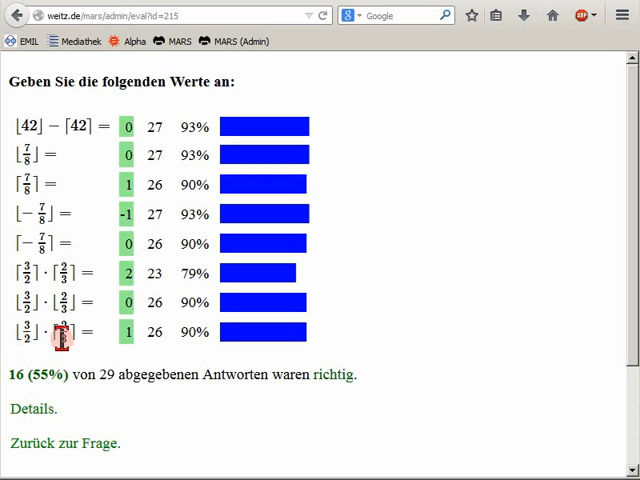 weitz.de/mars/admin/eval?id=215
Google
EMIL Mediathek Alpha MARS MARS (Admin)
Geben Sie die folgenden Werte an:
⌊42⌋ − ⌈42⌉ = 0 27 93%
⌊7/8⌋ = 0 27 93%
⌈7/8⌉ = 1 26 90%
⌊−7/8⌋ = -1 27 93%
⌈−7/8⌉ = 0 26 90%
⌈3/2⌉ · ⌈2/3⌉ = 2 23 79%
⌊3/2⌋ · ⌊2/3⌋ = 0 26 90%
⌊3/2⌋ · ⌈ ⌉ = 1 26 90%
16 (55%) von 29 abgegebenen Antworten waren richtig.
Details.
Zurück zur Frage.